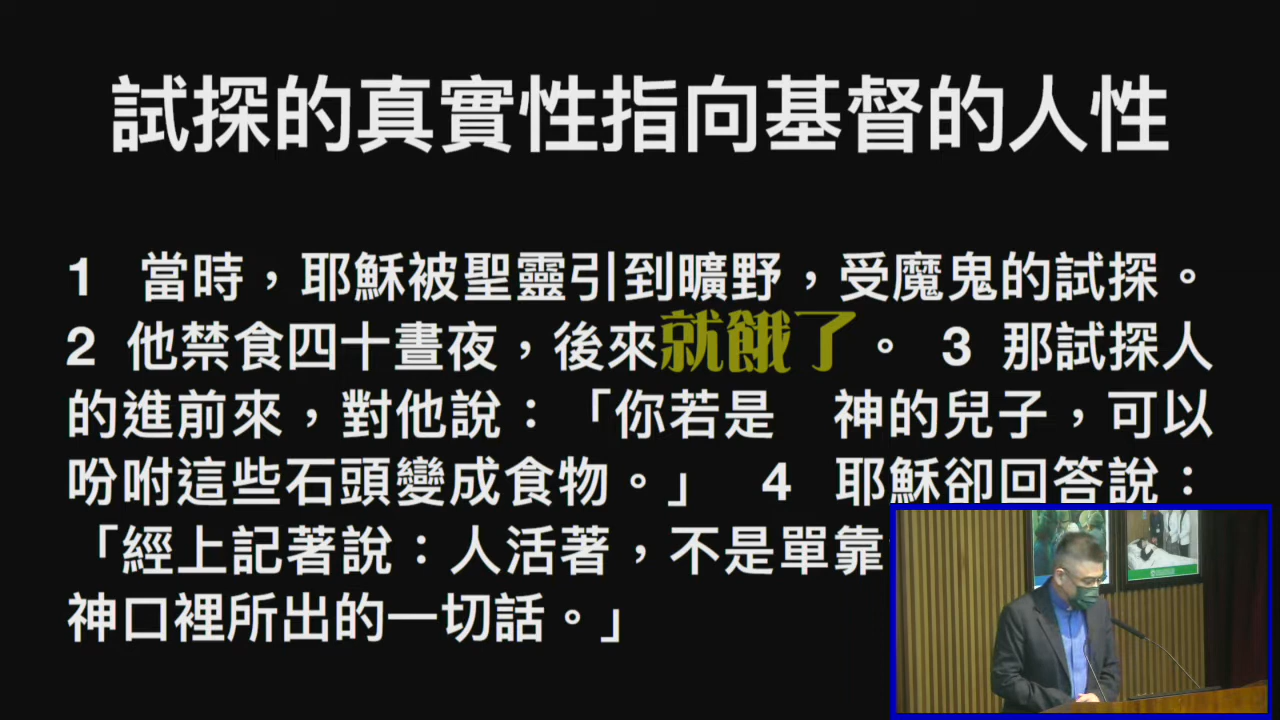 試探的真實性指向基督的人性
1 當時，耶穌被聖靈引到曠野，受魔鬼的試探。
2 他禁食四十晝夜，後來就餓了。 3 那試探人
的進前來，對他說：「你若是 神的兒子，可以
吩咐這些石頭變成食物。」 4 耶穌卻回答說：
「經上記著說：人活著，不是單靠
神口裡所出的一切話。」